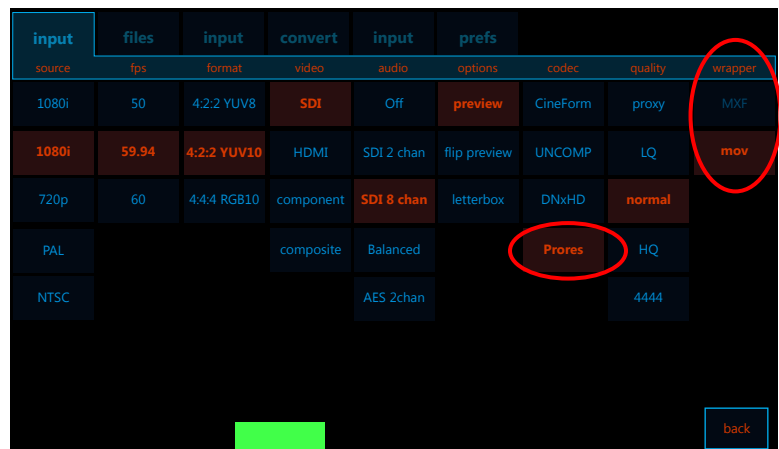 input files input convert input prefs
source fps format video audio options codec quality wrapper
1080i 50 4:2:2 YUV8 SDI Off preview CineForm proxy MXF
1080i 59.94 4:2:2 YUV10 HDMI SDI 2 chan flip preview UNCOMP LQ mov
720p 60 4:4:4 RGB10 component SDI 8 chan letterbox DNxHD normal
PAL composite Balanced Prores HQ
NTSC AES 2chan 4444
back